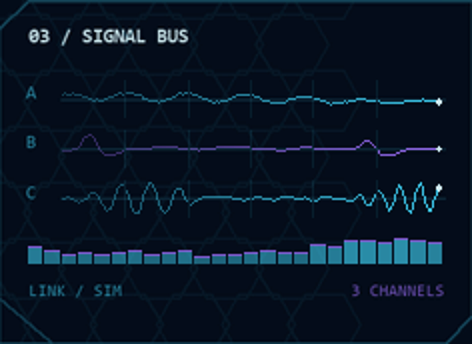 03 / SIGNAL BUS
A
B
C
LINK / SIM
3 CHANNELS